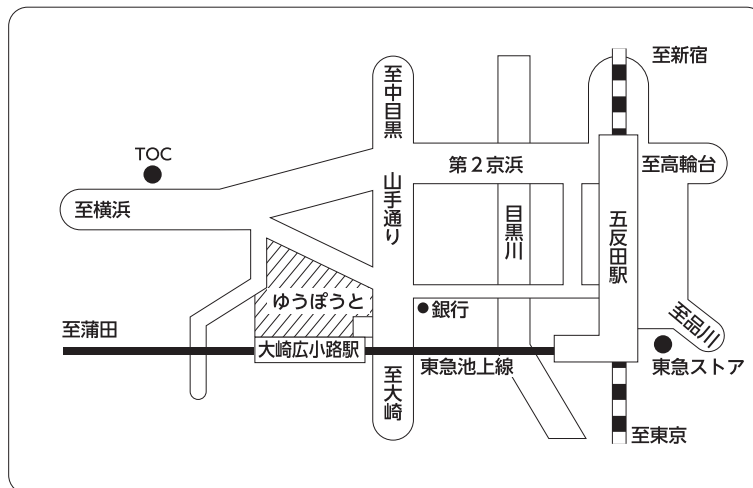 至新宿
至中目黒
TOC
第２京浜
至高輪台
山手通り
至横浜
目黒川
五反田駅
ゆうぽうと
銀行
至品川
至蒲田
大崎広小路駅
東急池上線
東急ストア
至大崎
至東京